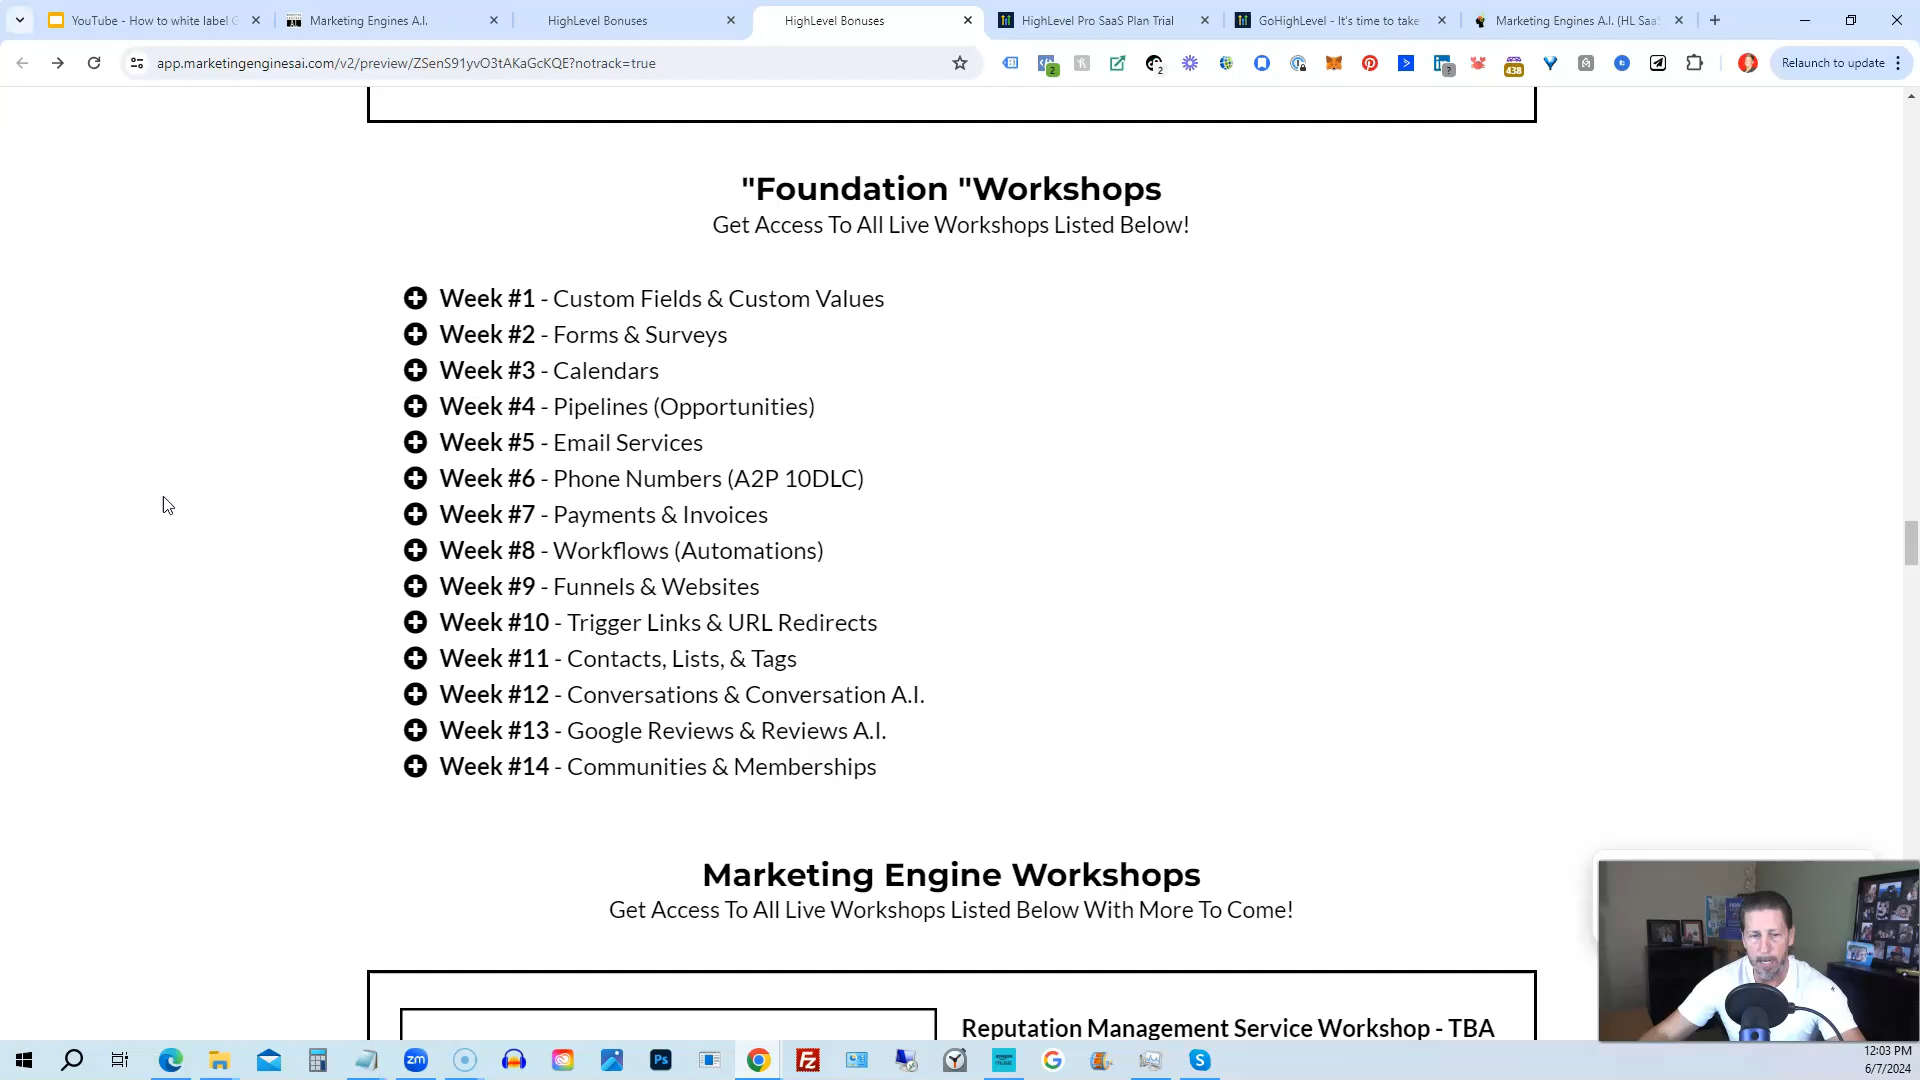 YouTube - How to white label G
Marketing Engines A.I.
HighLevel Bonuses
HighLevel Bonuses
HighLevel Pro SaaS Plan Trial
GoHighLevel - It's time to take
Marketing Engines A.I. (HL SaaS
app.marketingenginesai.com/v2/preview/ZSenS91yvO3tAKaGcKQE?notrack=true
2
2
?
438
Relaunch to update
"Foundation "Workshops
Get Access To All Live Workshops Listed Below!
Week #1 - Custom Fields & Custom Values
Week #2 - Forms & Surveys
Week #3 - Calendars
Week #4 - Pipelines (Opportunities)
Week #5 - Email Services
Week #6 - Phone Numbers (A2P 10DLC)
Week #7 - Payments & Invoices
Week #8 - Workflows (Automations)
Week #9 - Funnels & Websites
Week #10 - Trigger Links & URL Redirects
Week #11 - Contacts, Lists, & Tags
Week #12 - Conversations & Conversation A.I.
Week #13 - Google Reviews & Reviews A.I.
Week #14 - Communities & Memberships
Marketing Engine Workshops
Get Access To All Live Workshops Listed Below With More To Come!
Reputation Management Service Workshop - TBA
zm
Ps
Fz
12:03 PM
6/7/2024